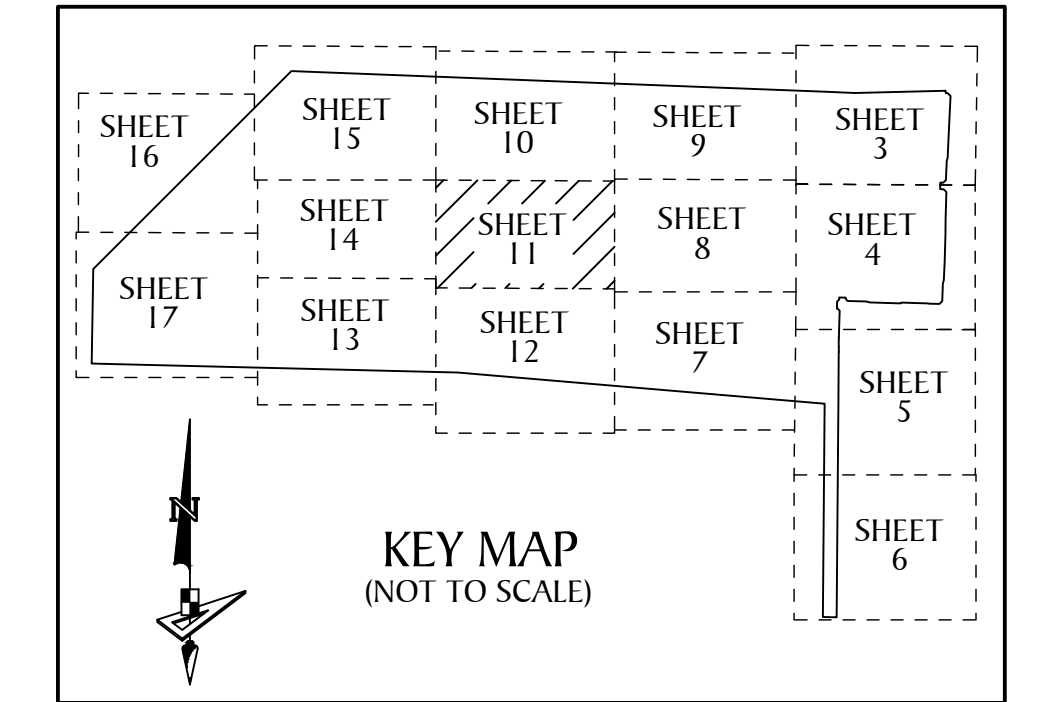 SHEET
16
SHEET
15
SHEET
10
SHEET
9
SHEET
3
SHEET
14
SHEET
11
SHEET
8
SHEET
4
SHEET
17
SHEET
13
SHEET
12
SHEET
7
SHEET
5
SHEET
6
N
KEY MAP
(NOT TO SCALE)